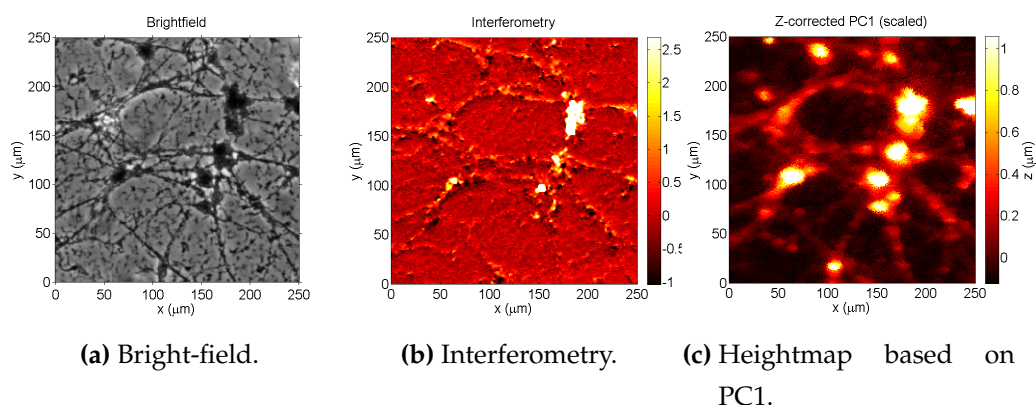 Brightfield
250
200
150
100
50
0
y (μm)
0 50 100 150 200 250
x (μm)
Interferometry
250
200
150
100
50
0
y (μm)
0 50 100 150 200 250
x (μm)
2.5
2
1.5
1
0.5
0
-0.5
-1
z (μm)
Z-corrected PC1 (scaled)
250
200
150
100
50
0
y (μm)
0 50 100 150 200 250
x (μm)
1
0.8
0.6
0.4
0.2
0
(a) Bright-field.
(b) Interferometry.
(c) Heightmap based on
PC1.